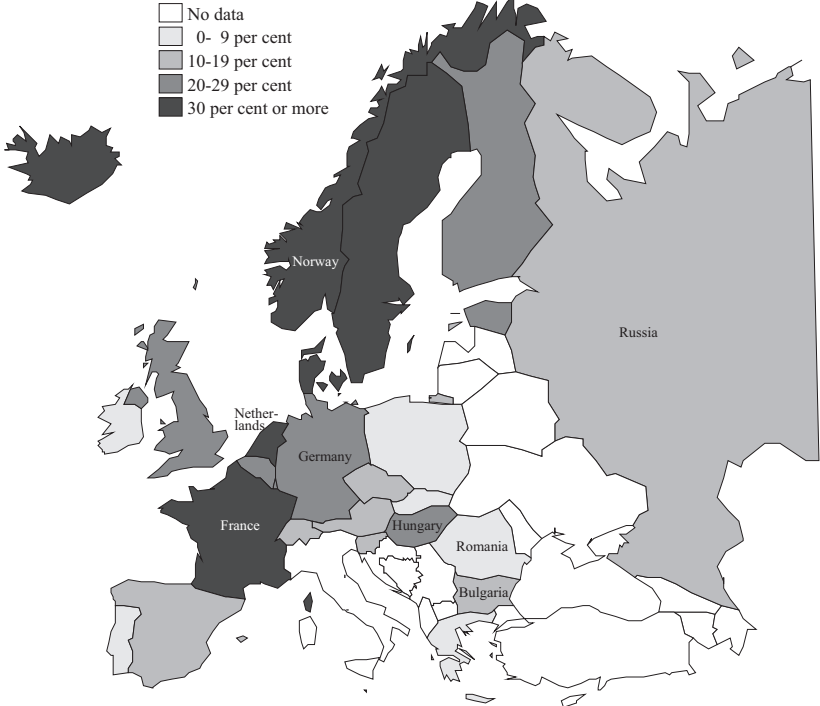 No data
0- 9 per cent
10-19 per cent
20-29 per cent
30 per cent or more
Norway
Russia
Nether-
lands
Germany
France
Hungary
Romania
Bulgaria